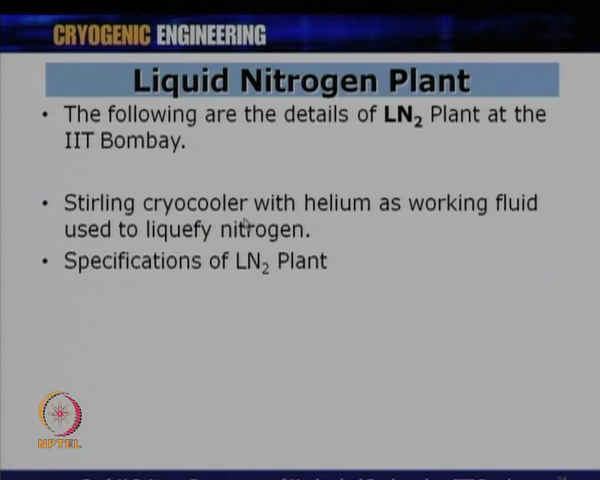 CRYOGENIC ENGINEERING
Liquid Nitrogen Plant
• The following are the details of LN₂ Plant at the
IIT Bombay.
• Stirling cryocooler with helium as working fluid
used to liquefy nitrogen.
• Specifications of LN₂ Plant
NPTEL